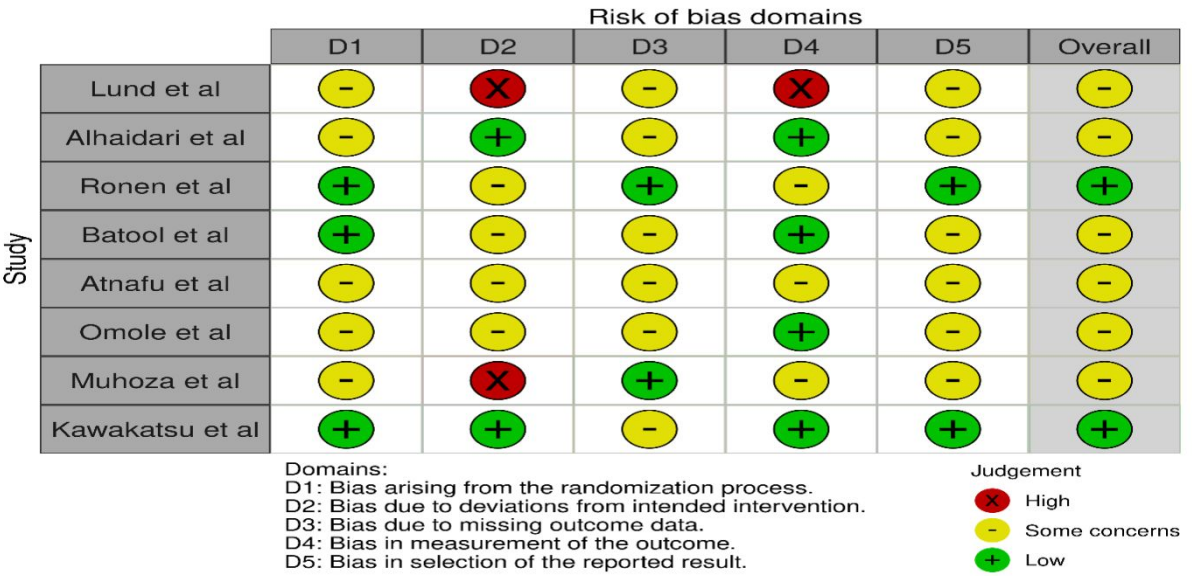 Risk of bias domains
D1 D2 D3 D4 D5 Overall
Study
Lund et al - X - X - -
Alhaidari et al - + - + - -
Ronen et al + - + - + +
Batool et al + - - + - -
Atnafu et al - - - - - -
Omole et al - - - + - -
Muhoza et al - X + - - -
Kawakatsu et al + + - + + +
Domains:
D1: Bias arising from the randomization process.
D2: Bias due to deviations from intended intervention.
D3: Bias due to missing outcome data.
D4: Bias in measurement of the outcome.
D5: Bias in selection of the reported result.
Judgement
X High
- Some concerns
+ Low